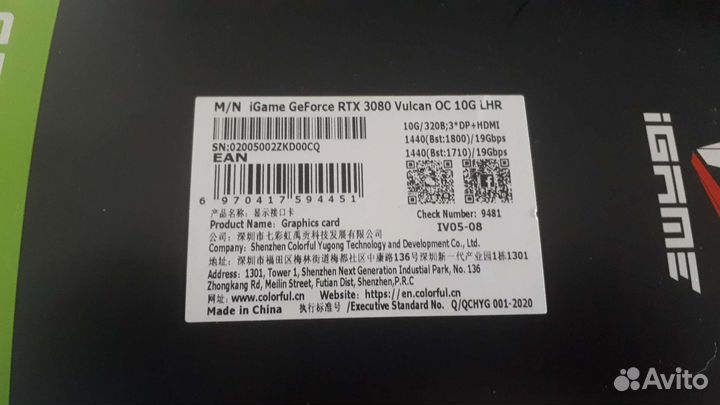 M/N iGame GeForce RTX 3080 Vulcan OC 10G LHR
10G/320B;3*DP+HDMI
1440(Bst:1800)/19Gbps
1440(Bst:1710)/19Gbps
SN:02005002ZKD00CQ
EAN
6 970417 594451
产品名称：显示接口卡
Product Name: Graphics card
Check Number: 9481
IV05-08
公司：深圳市七彩虹禹贡科技发展有限公司
Company: Shenzhen Colorful Yugong Technology and Development Co., Ltd.
地址：深圳市福田区梅林街道梅都社区中康路136号深圳新一代产业园1栋1301
Address: 1301, Tower 1, Shenzhen Next Generation Industial Park, No. 136
Zhongkang Rd, Meilin Street, Futian Dist, Shenzhen,P.R.C
网址: www.colorful.cn Website: https://en.colorful.cn
Made in China 执行标准号/Executive Standard No. Q/QCHYG 001-2020
iGAME
Avito